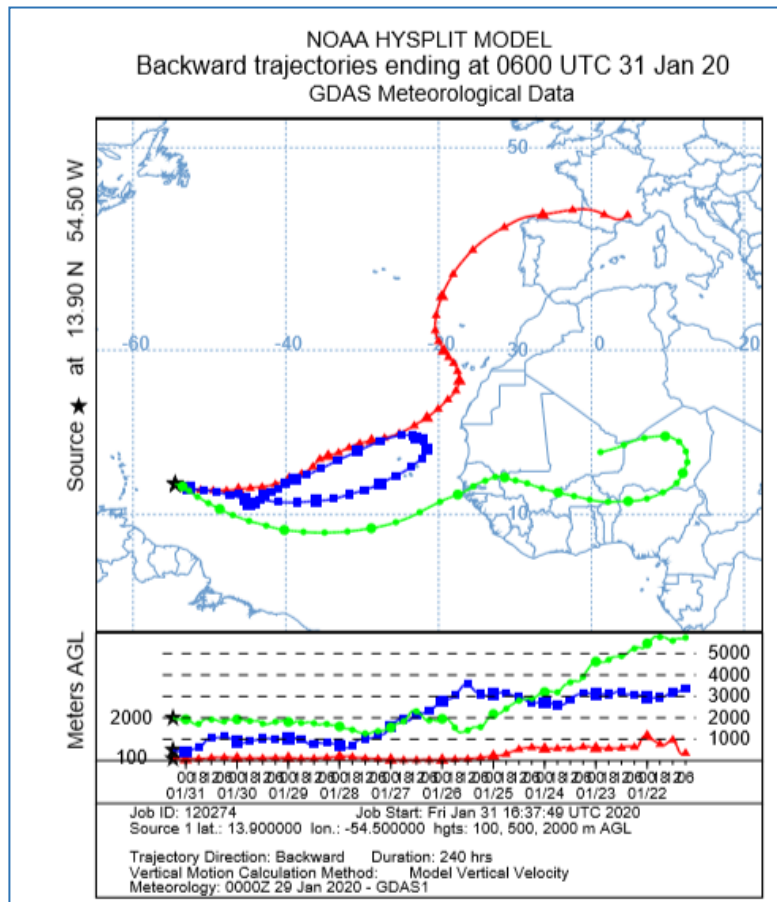 NOAA HYSPLIT MODEL
Backward trajectories ending at 0600 UTC 31 Jan 20
GDAS Meteorological Data
Source ★ at 13.90 N 54.50 W
50
-60 -40 -20 30 0 20
10
Meters AGL
5000
4000
3000
2000 2000
1000
100
01/31 01/30 01/29 01/28 01/27 01/26 01/25 01/24 01/23 01/22
Job ID: 120274 Job Start: Fri Jan 31 16:37:49 UTC 2020
Source 1 lat.: 13.900000 lon.: -54.500000 hgts: 100, 500, 2000 m AGL
Trajectory Direction: Backward Duration: 240 hrs
Vertical Motion Calculation Method: Model Vertical Velocity
Meteorology: 0000Z 29 Jan 2020 - GDAS1